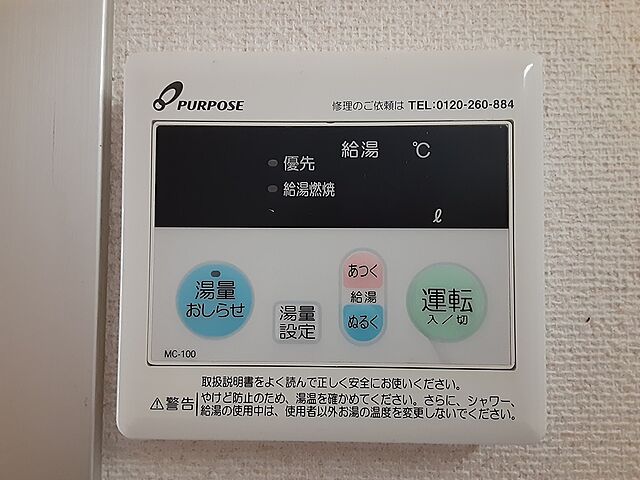 PURPOSE
修理のご依頼は TEL:0120-260-884
給湯 ℃
優先
給湯燃焼
ℓ
湯量
おしらせ
湯量
設定
あつく
給湯
ぬるく
運転
入/切
MC-100
取扱説明書をよく読んで正しく安全にお使いください。
⚠警告 やけど防止のため、湯温を確かめてください。さらに、シャワー、
給湯の使用中は、使用者以外お湯の温度を変更しないでください。